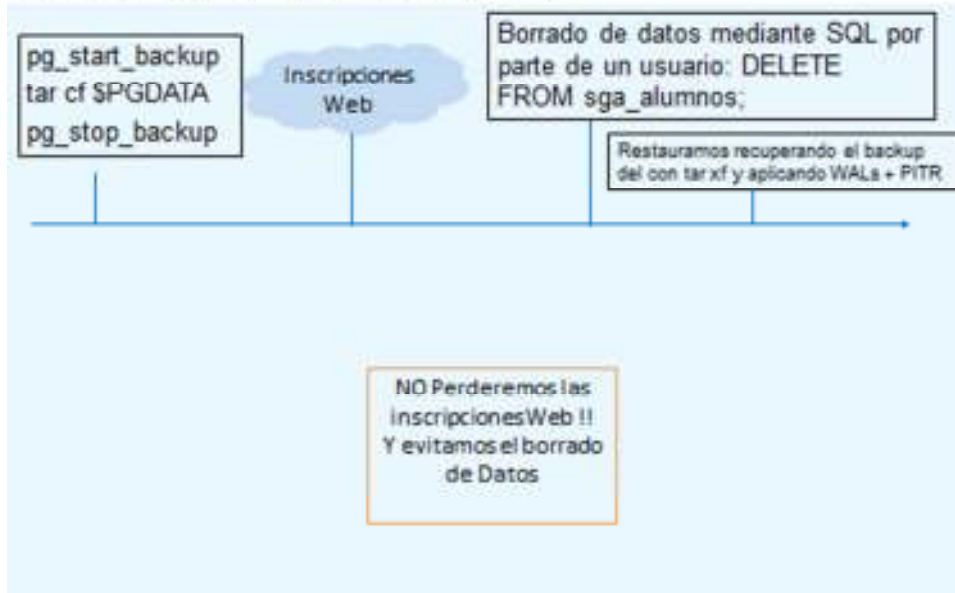 pg_start_backup
tar cf $PGDATA
pg_stop_backup
Inscripciones
Web
Borrado de datos mediante SQL por
parte de un usuario: DELETE
FROM sga_alumnos;
Restauramos recuperando el backup
del con tar xf y aplicando WALs + PITR
NO Perderemos las
inscripcionesWeb !!
Y evitamos el borrado
de Datos